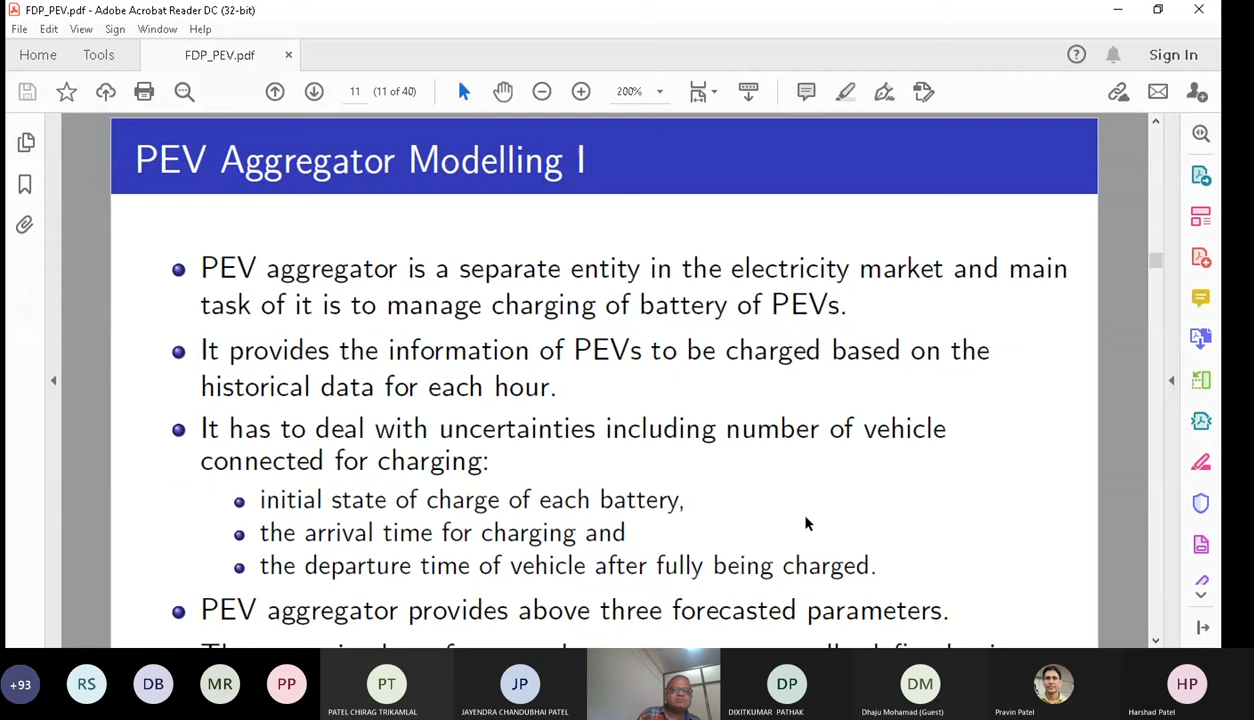 FDP_PEV.pdf - Adobe Acrobat Reader DC (32-bit)
File Edit View Sign Window Help
Home Tools FDP_PEV.pdf × Sign In
11 (11 of 40) 200%
PEV Aggregator Modelling I
PEV aggregator is a separate entity in the electricity market and main
task of it is to manage charging of battery of PEVs.
It provides the information of PEVs to be charged based on the
historical data for each hour.
It has to deal with uncertainties including number of vehicle
connected for charging:
initial state of charge of each battery,
the arrival time for charging and
the departure time of vehicle after fully being charged.
PEV aggregator provides above three forecasted parameters.
+93 RS DB MR PP PT JP DP DM HP
PATEL CHIRAG TRIKAMLAL JAYENDRA CHANDUBHAI PATEL DIXITKUMAR PATHAK Dhaju Mohamad (Guest) Pravin Patel Harshad Patel